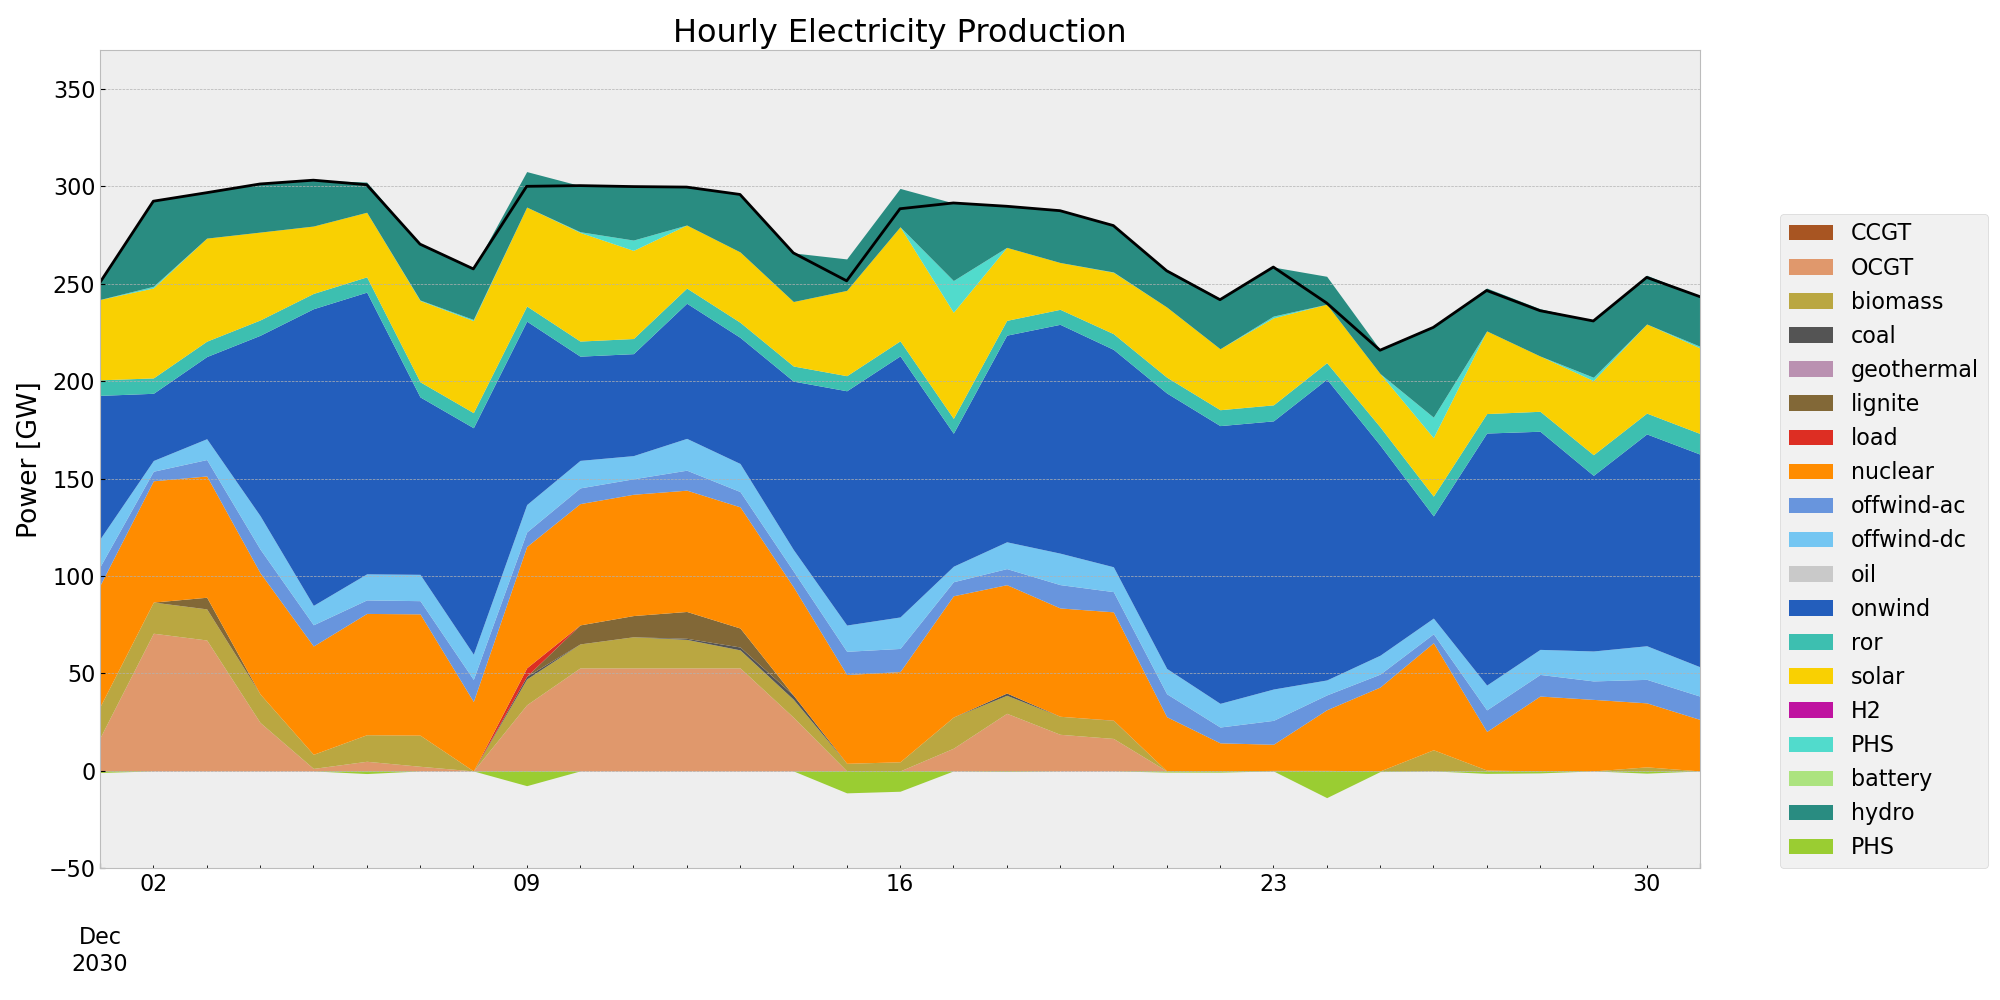 Hourly Electricity Production
Power [GW]
350
300
250
200
150
100
50
0
−50
02
09
16
23
30
Dec
2030
CCGT
OCGT
biomass
coal
geothermal
lignite
load
nuclear
offwind-ac
offwind-dc
oil
onwind
ror
solar
H2
PHS
battery
hydro
PHS